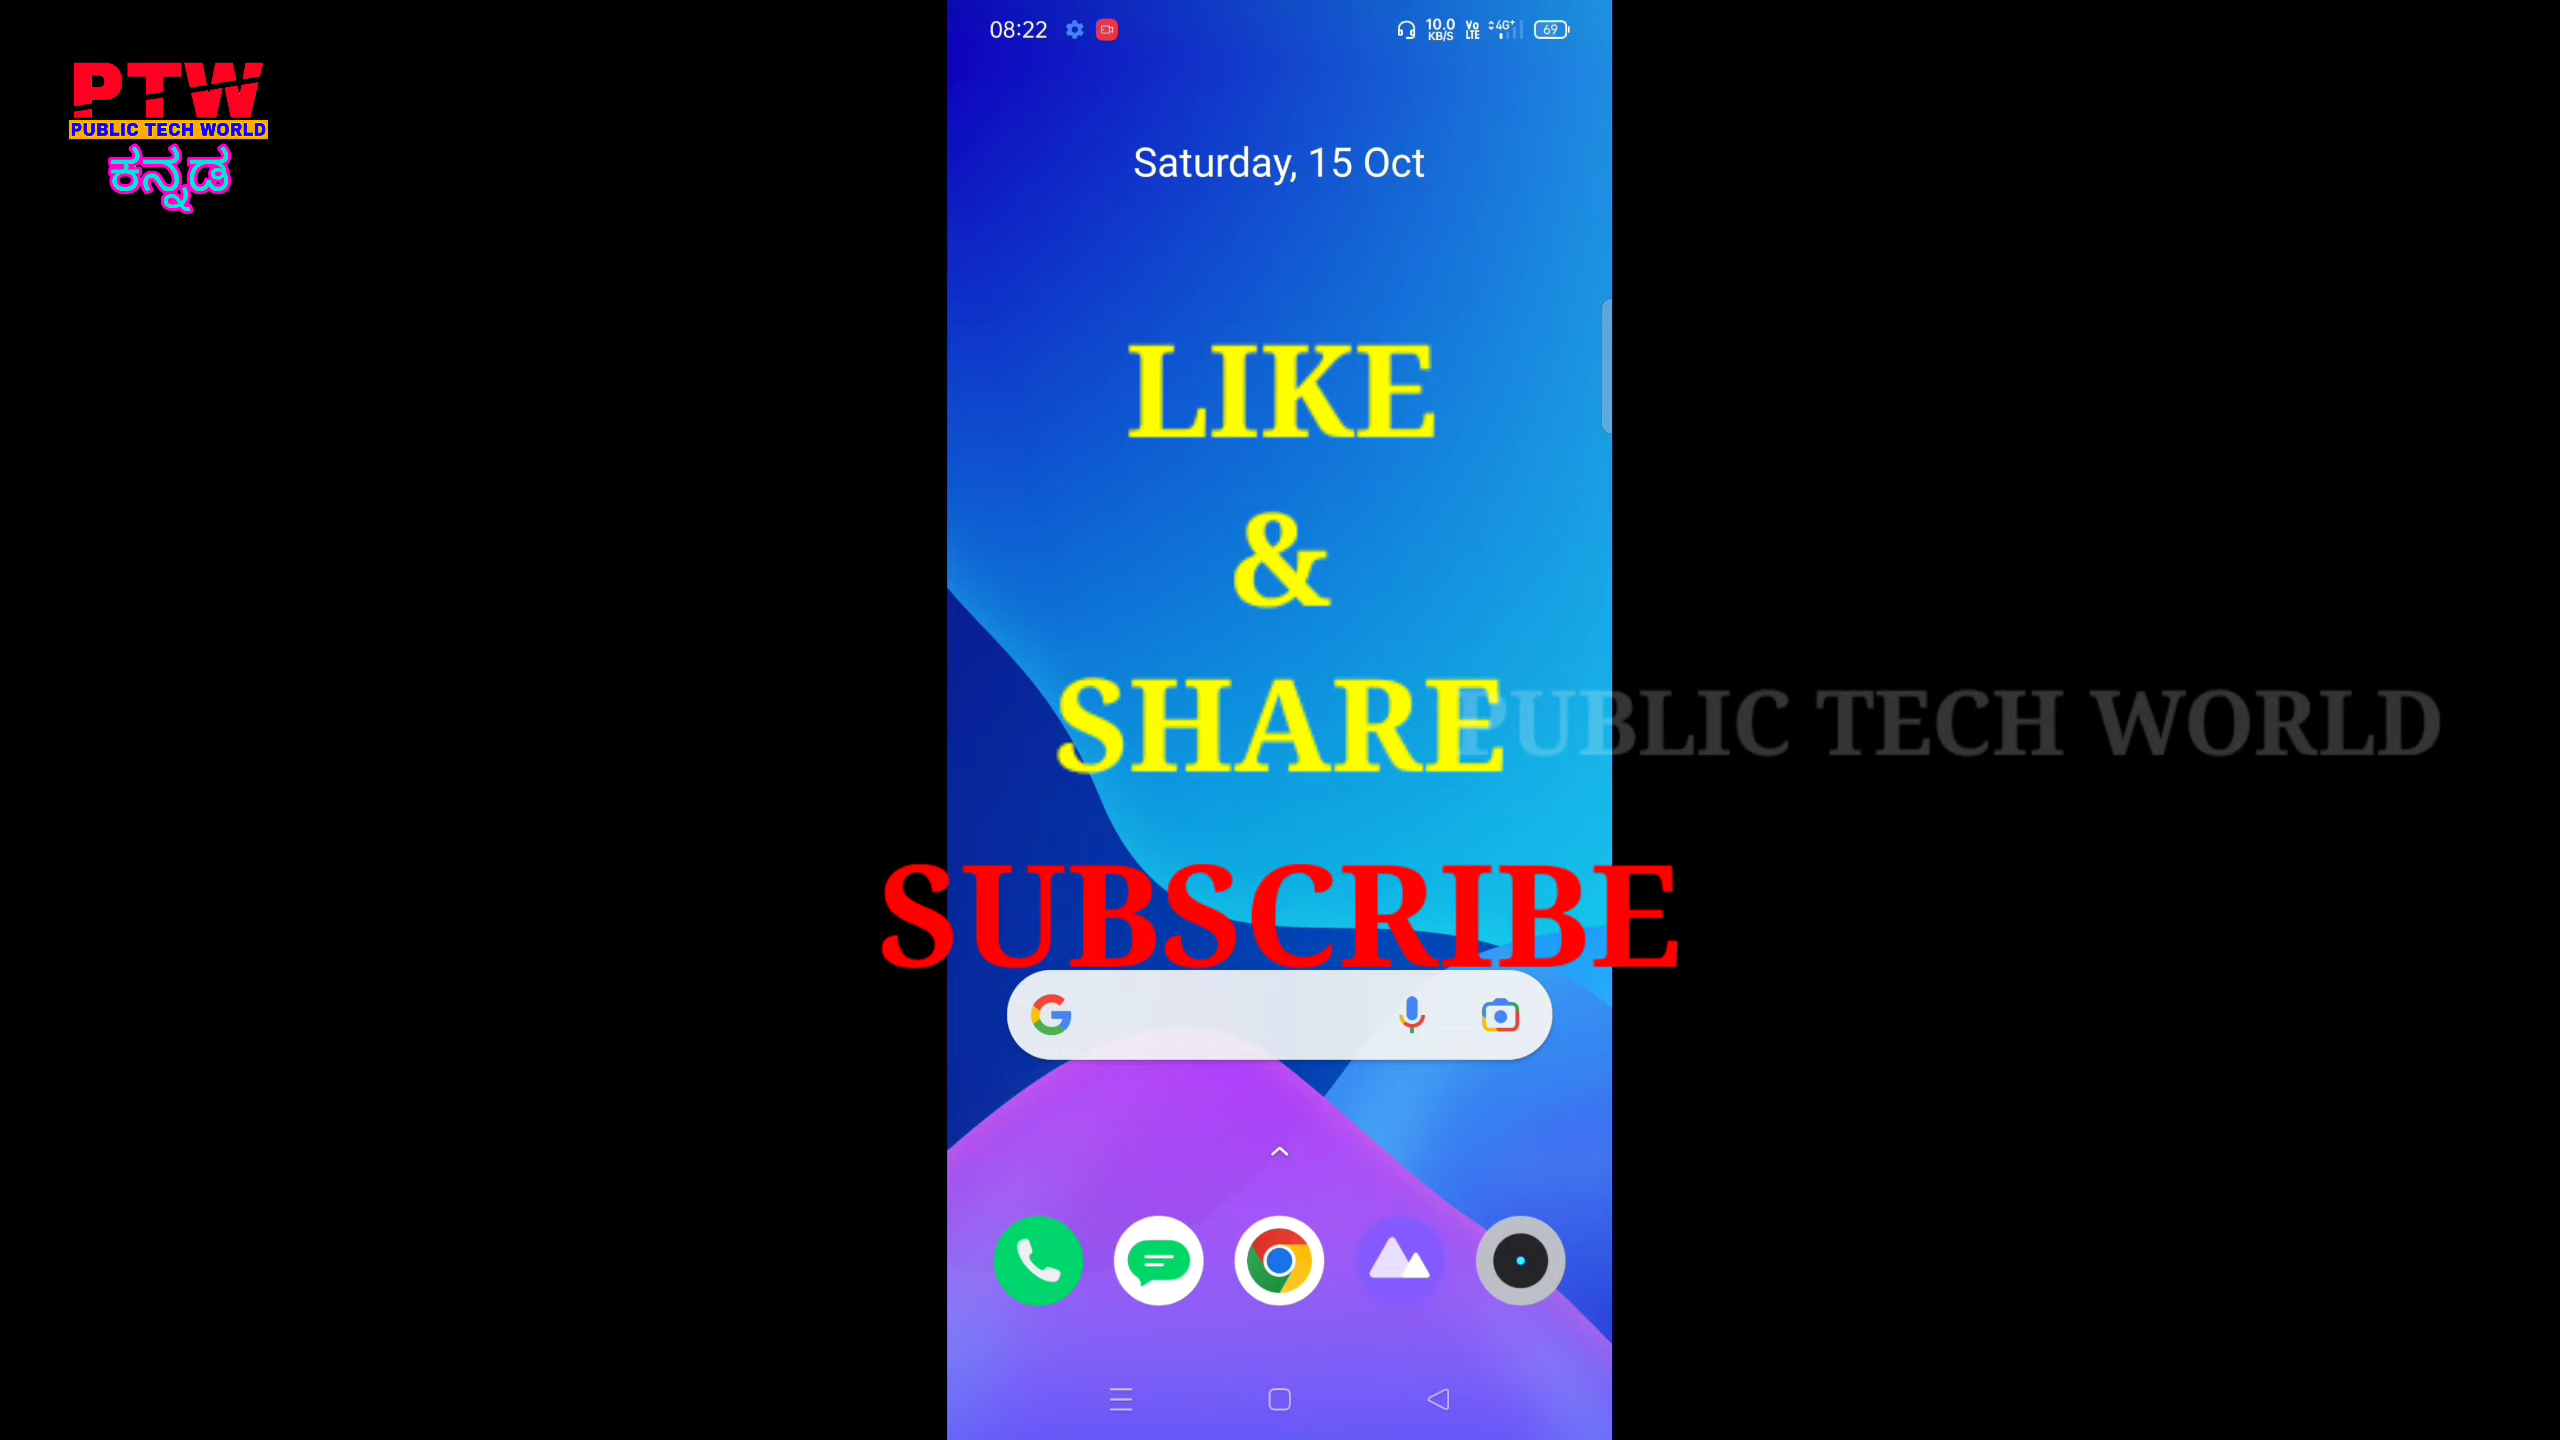 08:22
10.0
KB/S
Vo
LTE
4G+
69
PTW
PUBLIC TECH WORLD
ಕನ್ನಡ
Saturday, 15 Oct
LIKE
&
SHARE
PUBLIC TECH WORLD
SUBSCRIBE